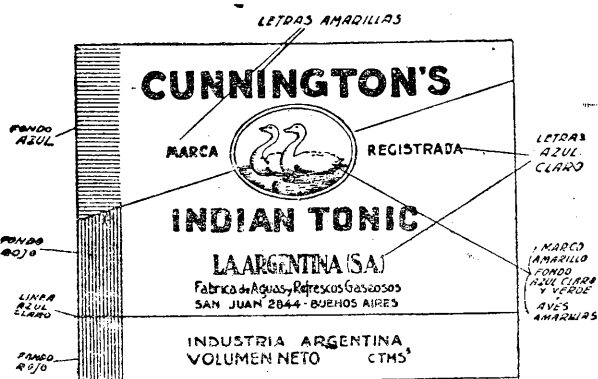 LETRAS AMARILLAS
CUNNINGTON'S
FONDO
AZUL
MARCA REGISTRADA
LETRAS
AZUL
CLARO
INDIAN TONIC
FONDO
ROJO
LA ARGENTINA (S.A.)
Fabrica de Aguas y Refrescos Gaseosos
SAN JUAN 2844 - BUENOS AIRES
MARCO
AMARILLO
FONDO
AZUL CLARO
Y VERDE
AVES
AMARILLAS
LINEA
AZUL
CLARO
INDUSTRIA ARGENTINA
VOLUMEN NETO CTMS³
FONDO
ROJO